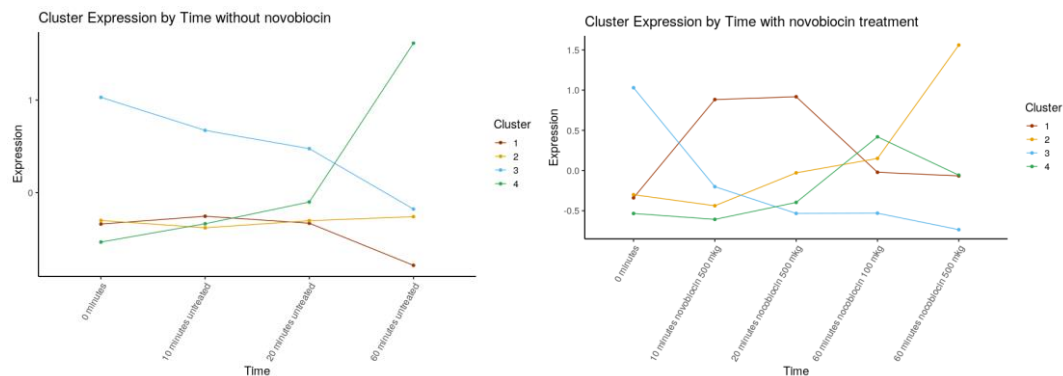 Cluster Expression by Time without novobiocin
Expression
1
0
0 minutes
10 minutes untreated
20 minutes untreated
60 minutes untreated
Time
Cluster
1
2
3
4
Cluster Expression by Time with novobiocin treatment
Expression
1.5
1.0
0.5
0.0
-0.5
0 minutes
10 minutes novobiocin 500 mkg
20 minutes nocobiocin 500 mkg
60 minutes nocobiocin 100 mkg
60 minutes nocobiocin 500 mkg
Time
Cluster
1
2
3
4